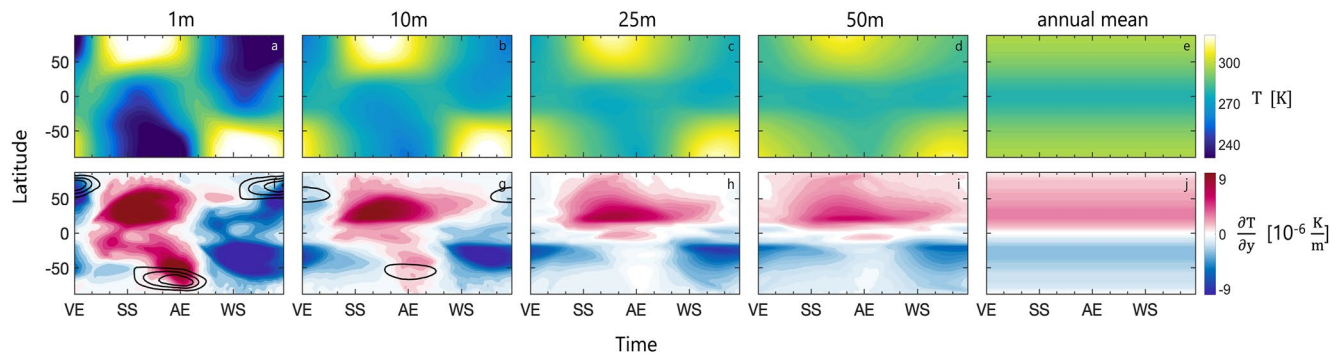 1m 10m 25m 50m annual mean
a b c d e
50 0 -50
300 270 240
T [K]
Latitude
g h i j
50 0 -50
9 0 -9
∂T/∂y [10⁻⁶ K/m]
VE SS AE WS VE SS AE WS VE SS AE WS VE SS AE WS VE SS AE WS
Time